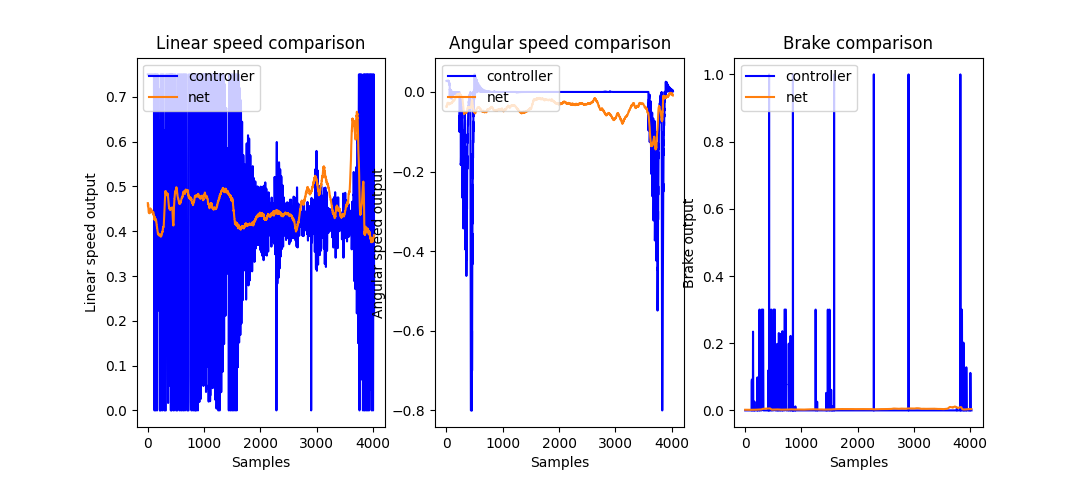 Linear speed comparison
controller
net
Linear speed output
0.7
0.6
0.5
0.4
0.3
0.2
0.1
0.0
0
1000
2000
3000
4000
Samples
Angular speed comparison
controller
net
Angular speed output
0.0
−0.2
−0.4
−0.6
−0.8
0
1000
2000
3000
4000
Samples
Brake comparison
controller
net
Brake output
1.0
0.8
0.6
0.4
0.2
0.0
0
1000
2000
3000
4000
Samples